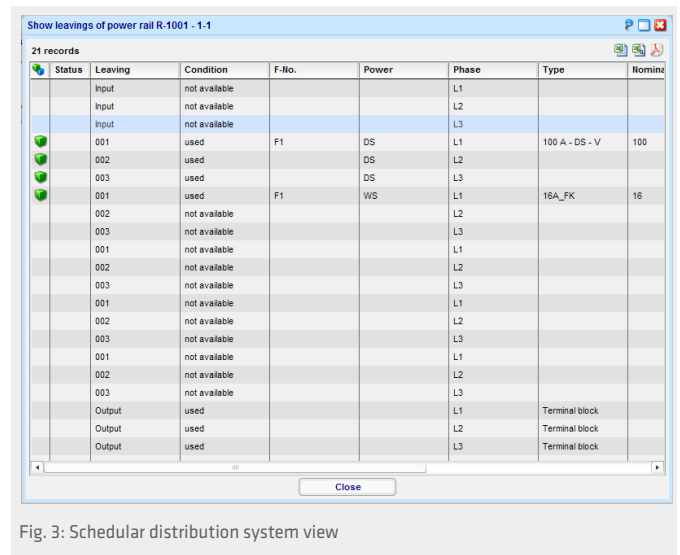 Show leavings of power rail R-1001 - 1-1
21 records
Status Leaving Condition F-No. Power Phase Type Nomina
Input not available L1
Input not available L2
Input not available L3
001 used F1 DS L1 100 A - DS - V 100
002 used DS L2
003 used DS L3
001 used F1 WS L1 16A_FK 16
002 not available L2
003 not available L3
001 not available L1
002 not available L2
003 not available L3
001 not available L1
002 not available L2
003 not available L3
001 not available L1
002 not available L2
003 not available L3
Output used L1 Terminal block
Output used L2 Terminal block
Output used L3 Terminal block
Close
Fig. 3: Schedular distribution system view